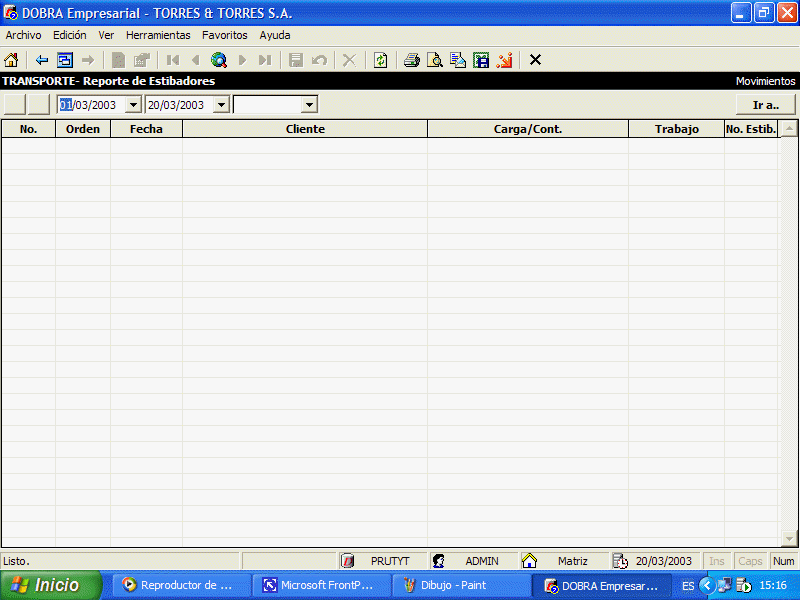 DOBRA Empresarial - TORRES & TORRES S.A.
Archivo Edición Ver Herramientas Favoritos Ayuda
TRANSPORTE- Reporte de Estibadores Movimientos
01/03/2003 20/03/2003 Ir a..
No. Orden Fecha Cliente Carga/Cont. Trabajo No. Estib.
Listo. PRUTYT ADMIN Matriz 20/03/2003 Ins Caps Num
Inicio Reproductor de ... Microsoft FrontP... Dibujo - Paint DOBRA Empresar... ES 15:16